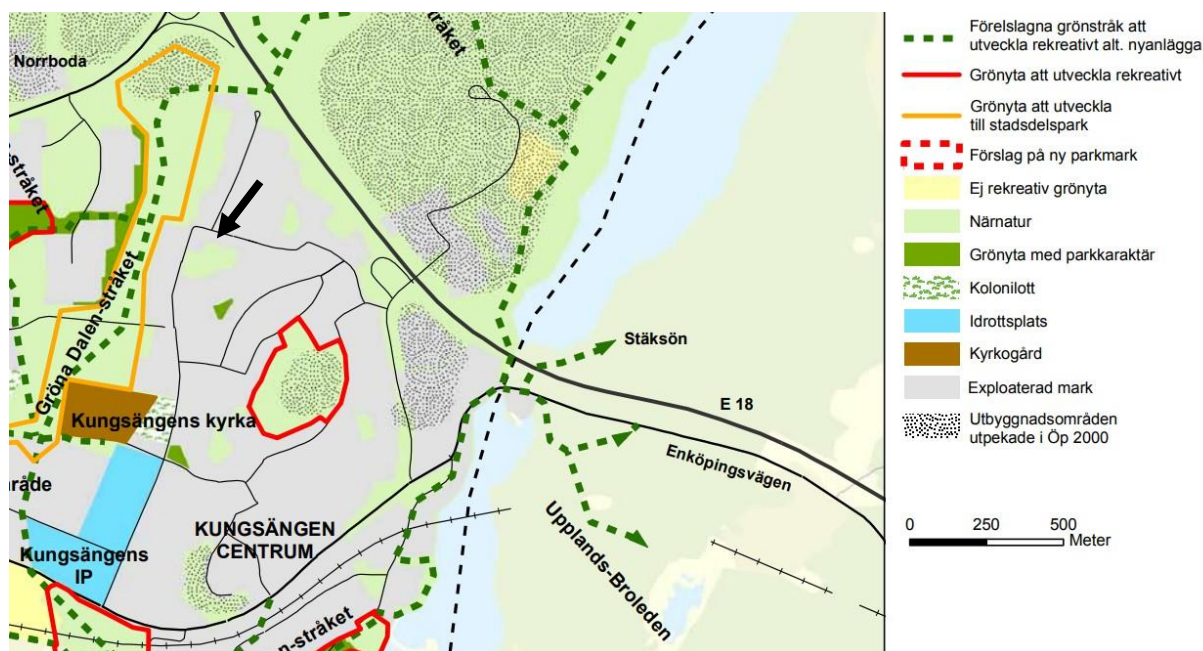 Norrboda
stråket
-stråket
Gröna Dalen-stråket
Kungsängens kyrka
råde
Kungsängens
IP
KUNGSÄNGEN
CENTRUM
n-stråket
Stäksön
E 18
Enköpingsvägen
Upplands-Broleden
Förelslagna grönstråk att
utveckla rekreativt alt. nyanlägga
Grönyta att utveckla rekreativt
Grönyta att utveckla
till stadsdelspark
Förslag på ny parkmark
Ej rekreativ grönyta
Närnatur
Grönyta med parkkaraktär
Kolonilott
Idrottsplats
Kyrkogård
Exploaterad mark
Utbyggnadsområden
utpekade i Öp 2000
0 250 500
Meter